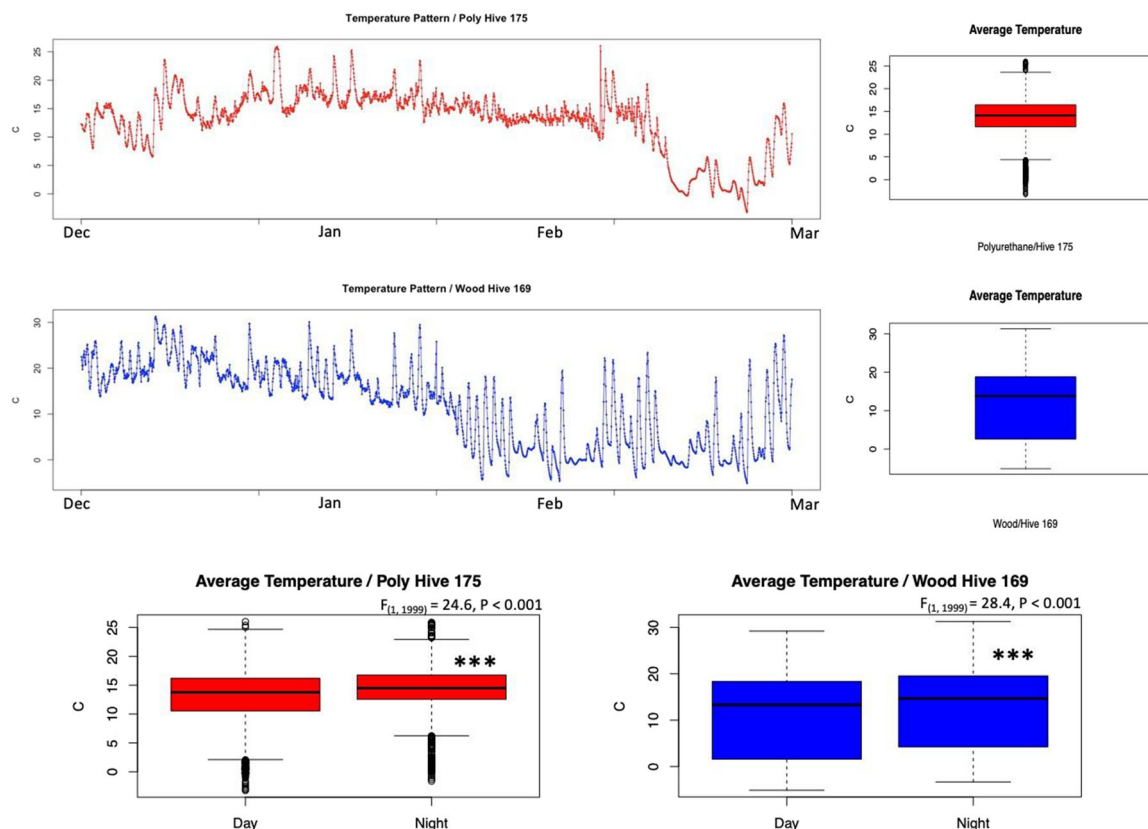 Temperature Pattern / Poly Hive 175
C
25
20
15
10
5
0
Dec Jan Feb Mar
Average Temperature
C
25
20
15
10
5
0
Polyurethane/Hive 175
Temperature Pattern / Wood Hive 169
C
30
20
10
0
Dec Jan Feb Mar
Average Temperature
C
30
20
10
0
Wood/Hive 169
Average Temperature / Poly Hive 175
F(1, 1999) = 24.6, P < 0.001
C
25
20
15
10
5
0
***
Day Night
Average Temperature / Wood Hive 169
F(1, 1999) = 28.4, P < 0.001
C
30
20
10
0
***
Day Night